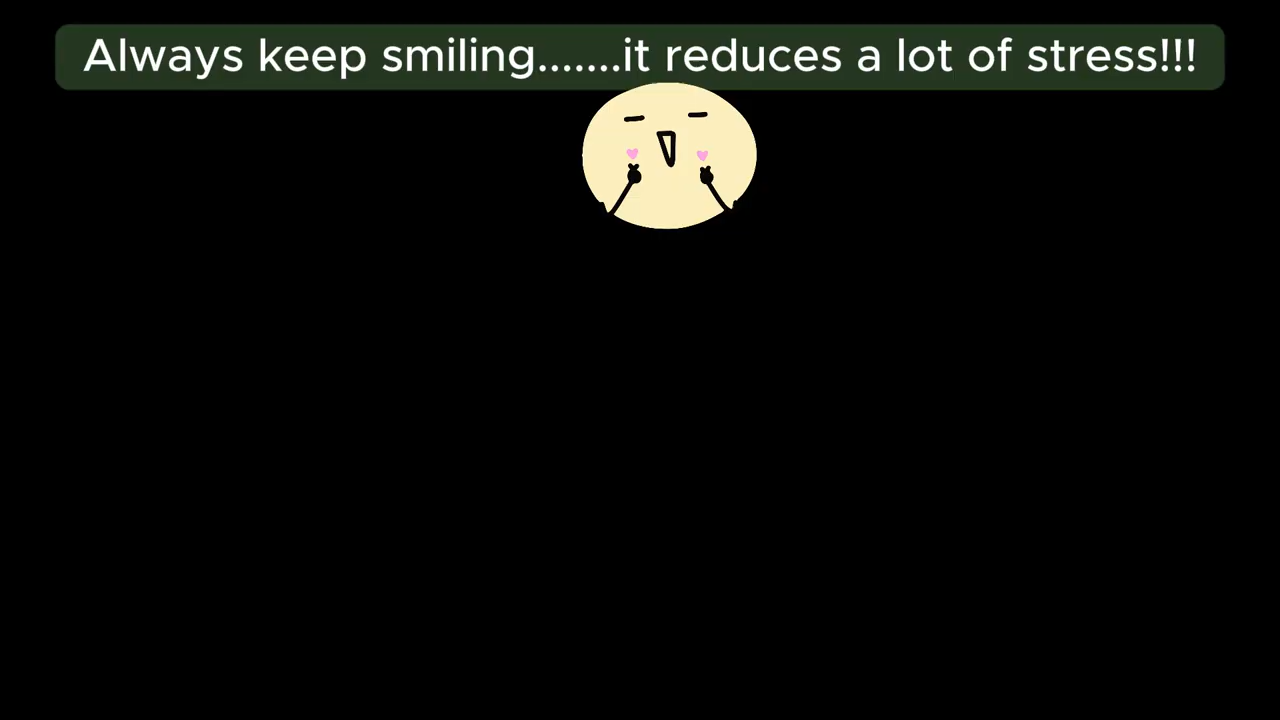 Always keep smiling.......it reduces a lot of stress!!!